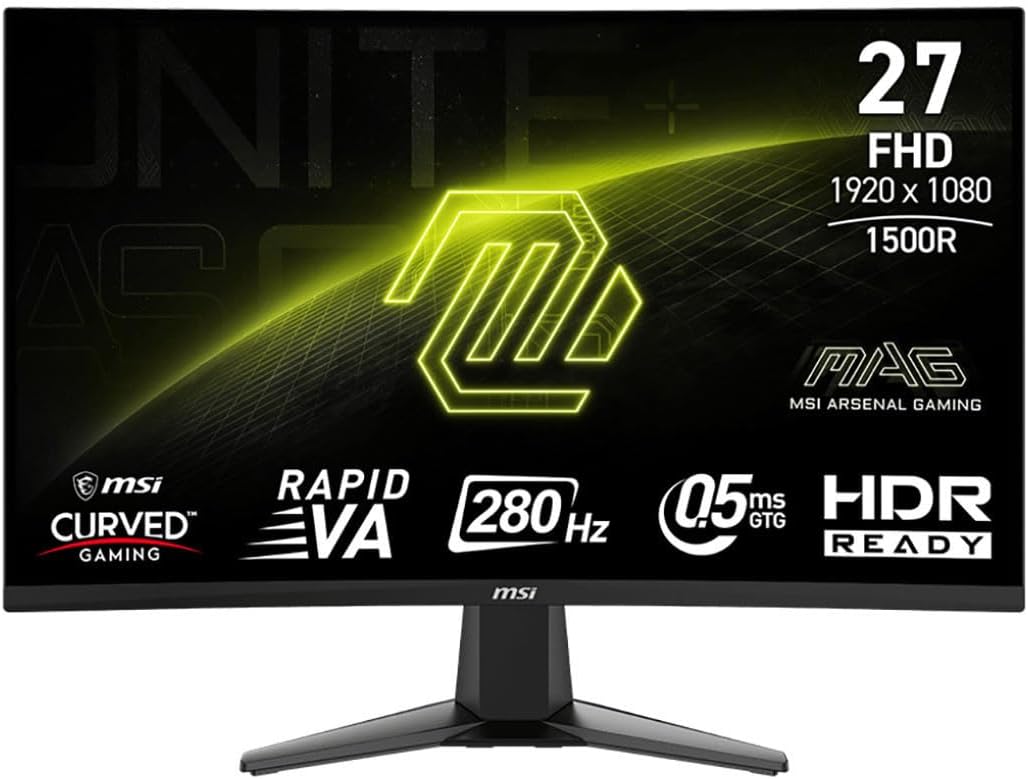 UNITE+
27
FHD
1920 x 1080
1500R
MAG
MSI ARSENAL GAMING
msi
CURVED™
GAMING
RAPID
VA
280 Hz
0.5 ms
GTG
HDR
READY
msi